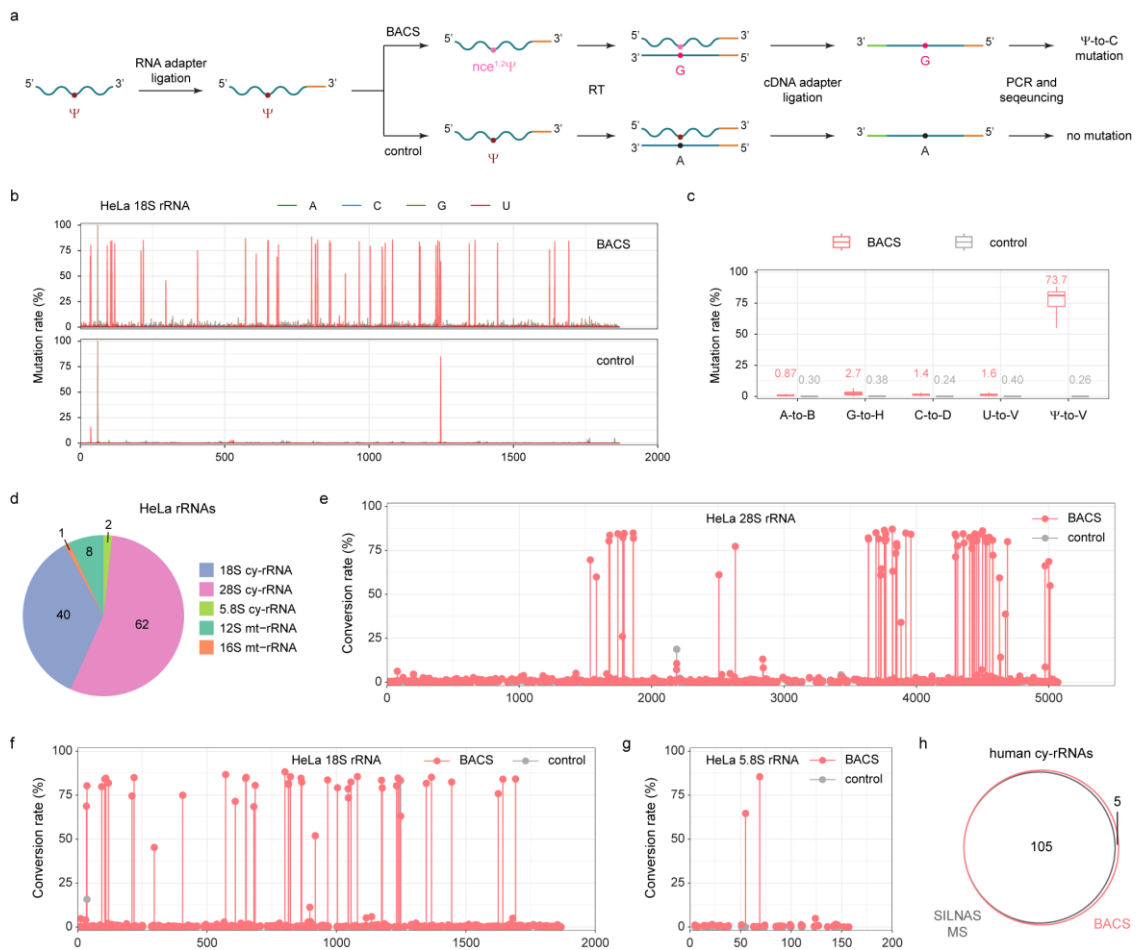 a
BACS
5'
3'
nce1,2Ψ
5'
3'
3'
5'
G
3'
5'
G
Ψ-to-C
mutation
5'
3'
Ψ
RNA adapter
ligation
5'
3'
Ψ
RT
cDNA adapter
ligation
PCR and
seqeuncing
control
5'
3'
Ψ
5'
3'
3'
5'
A
3'
5'
A
no mutation
b
HeLa 18S rRNA
A
C
G
U
Mutation rate (%)
100
75
50
25
0
BACS
100
75
50
25
0
control
0
500
1000
1500
2000
c
BACS
control
Mutation rate (%)
100
75
50
25
0
0.87
0.30
2.7
0.38
1.4
0.24
1.6
0.40
73.7
0.26
A-to-B
G-to-H
C-to-D
U-to-V
Ψ-to-V
d
HeLa rRNAs
1
8
2
40
62
18S cy-rRNA
28S cy-rRNA
5.8S cy-rRNA
12S mt-rRNA
16S mt-rRNA
e
HeLa 28S rRNA
BACS
control
Conversion rate (%)
100
75
50
25
0
0
1000
2000
3000
4000
5000
f
HeLa 18S rRNA
BACS
control
Conversion rate (%)
100
75
50
25
0
0
500
1000
1500
2000
g
HeLa 5.8S rRNA
BACS
control
Conversion rate (%)
100
75
50
25
0
0
50
100
150
200
h
human cy-rRNAs
5
105
SILNAS
MS
BACS